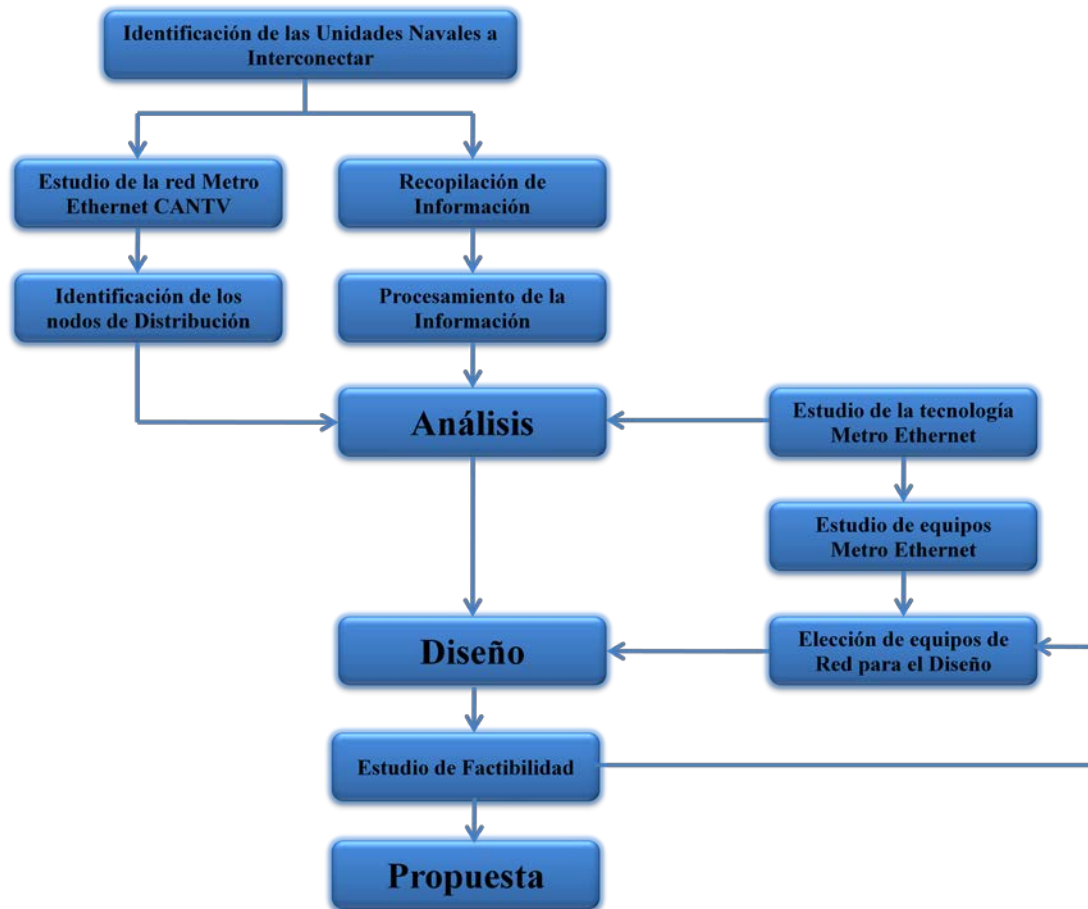 Identificación de las Unidades Navales a
Interconectar
Estudio de la red Metro
Ethernet CANTV
Recopilación de
Información
Identificación de los
nodos de Distribución
Procesamiento de la
Información
Análisis
Estudio de la tecnología
Metro Ethernet
Estudio de equipos
Metro Ethernet
Diseño
Elección de equipos de
Red para el Diseño
Estudio de Factibilidad
Propuesta